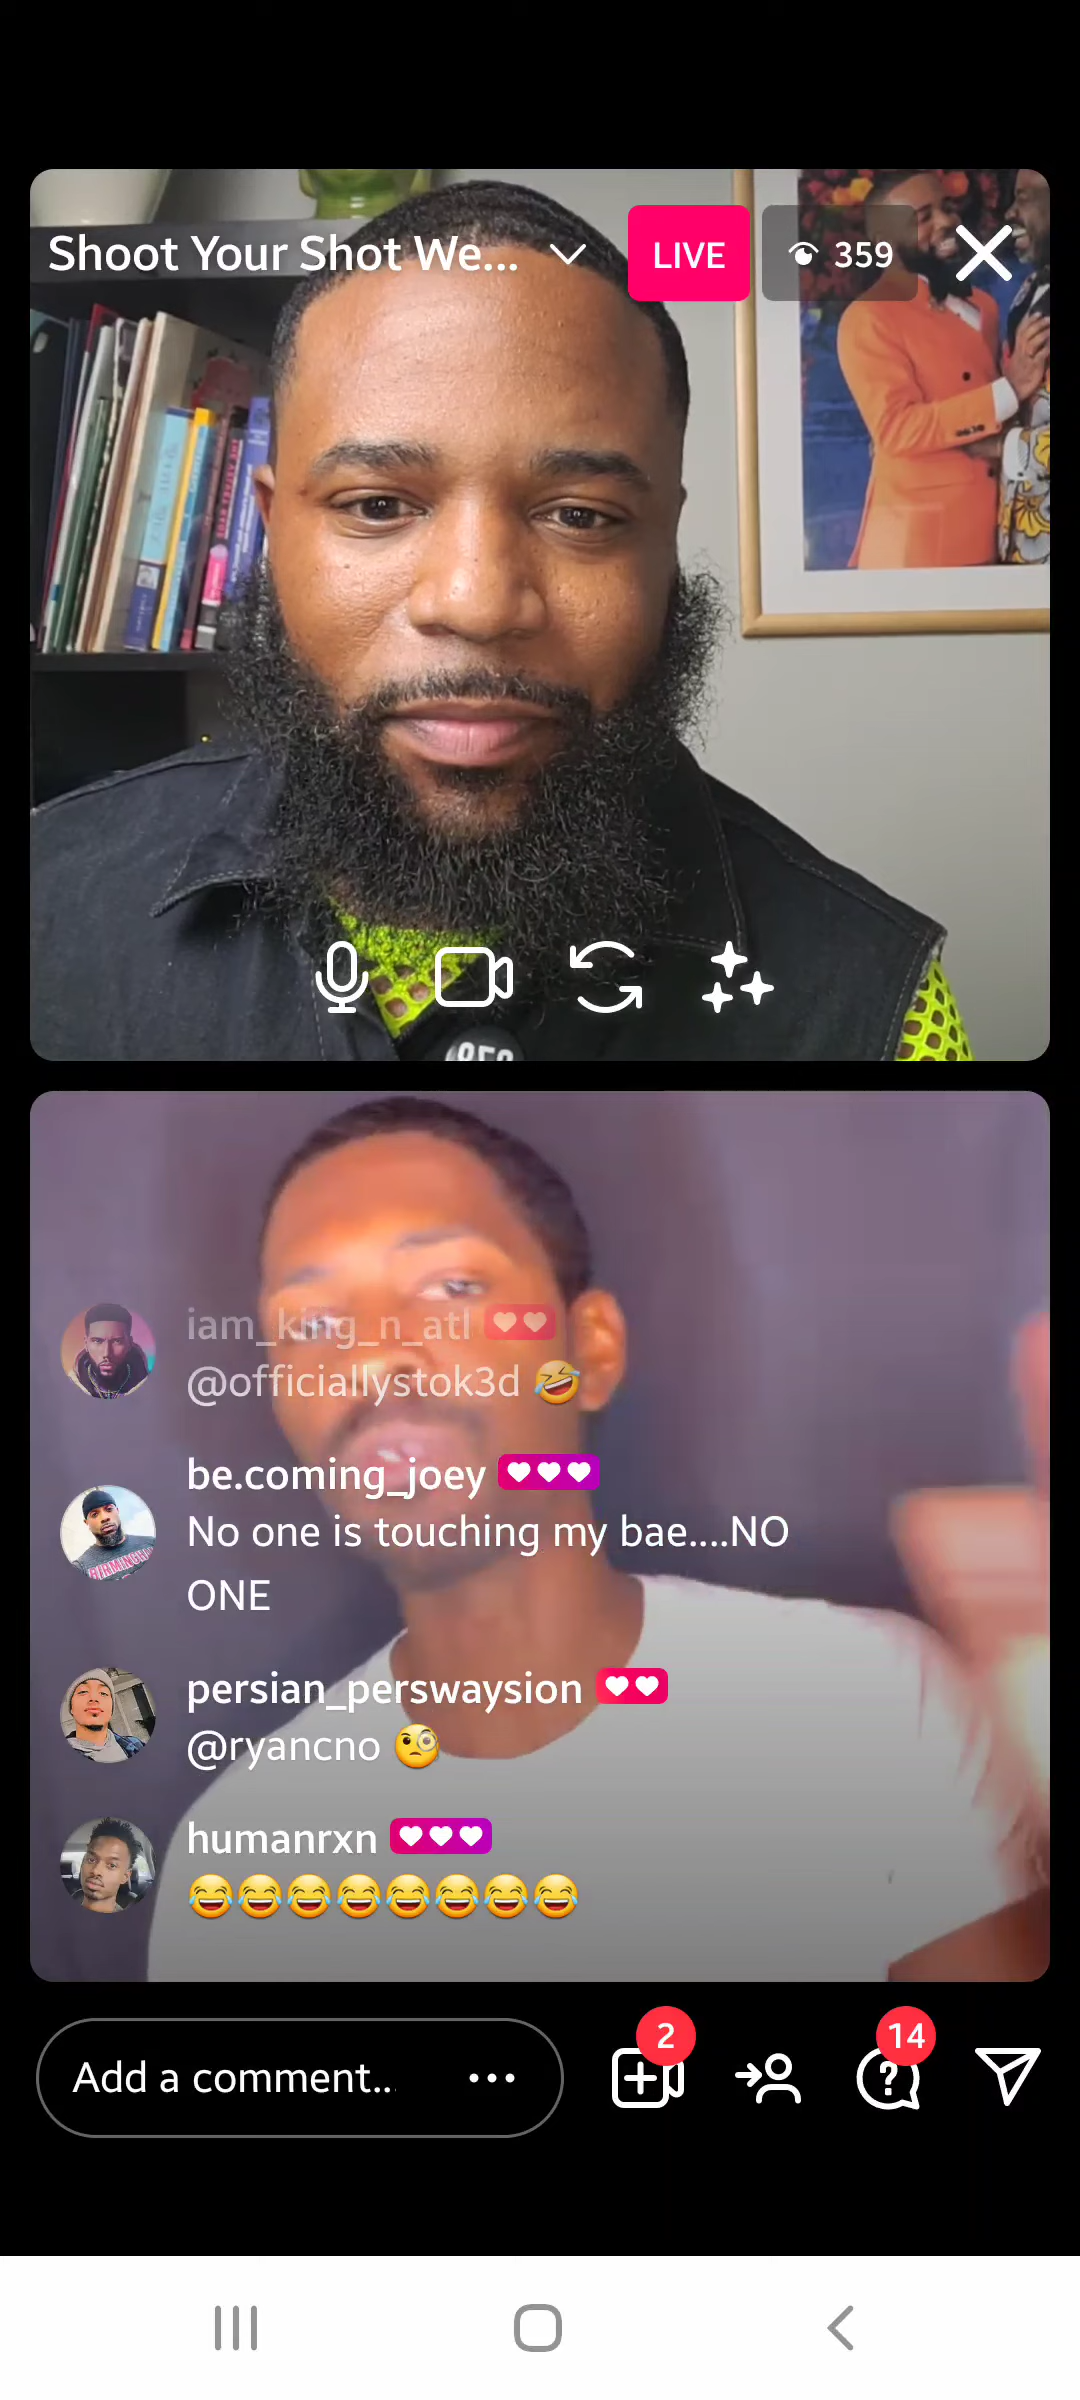 Shoot Your Shot We...
LIVE
359
iam_king_n_atl
@officiallystok3d 🤣
be.coming_joey
No one is touching my bae....NO
ONE
persian_perswaysion
@ryancno 🧐
humanrxn
😂😂😂😂😂😂😂😂
Add a comment...
2
14